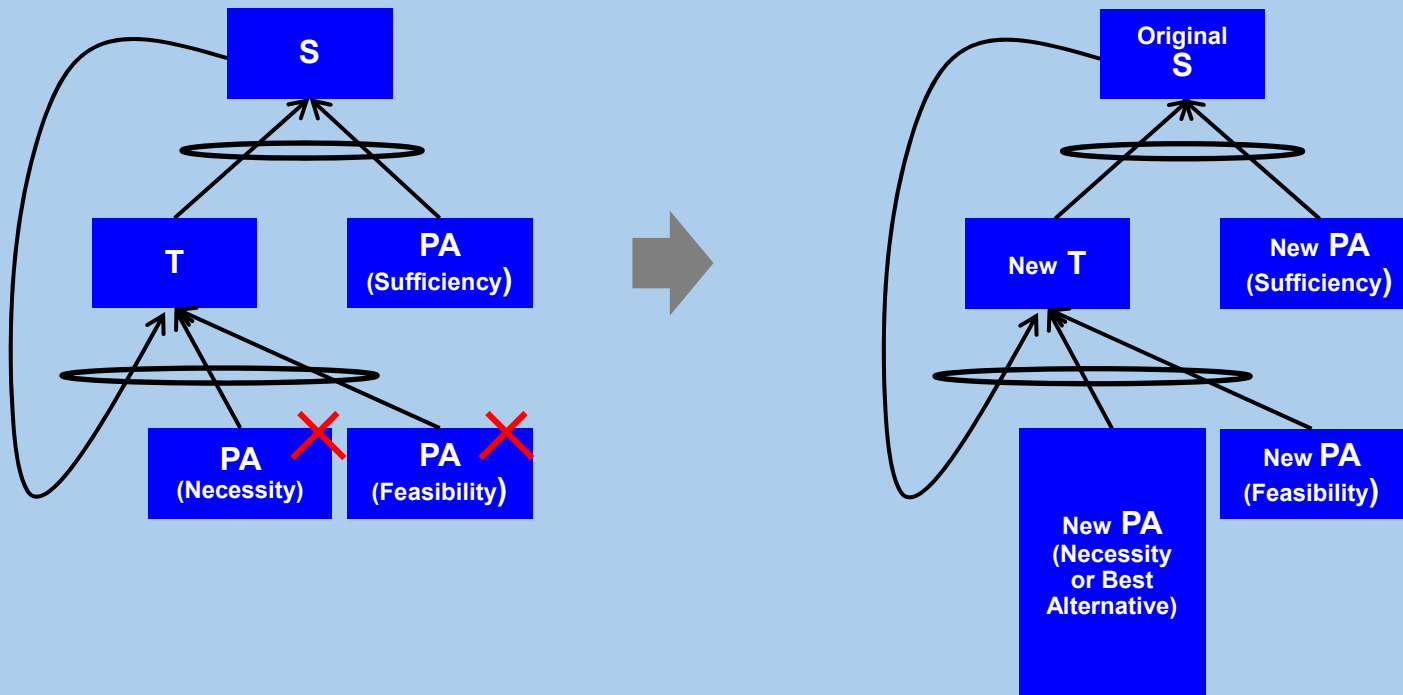 S
T
PA
(Sufficiency)
PA
(Necessity)
PA
(Feasibility)
Original
S
New T
New PA
(Sufficiency)
New PA
(Necessity
or Best
Alternative)
New PA
(Feasibility)